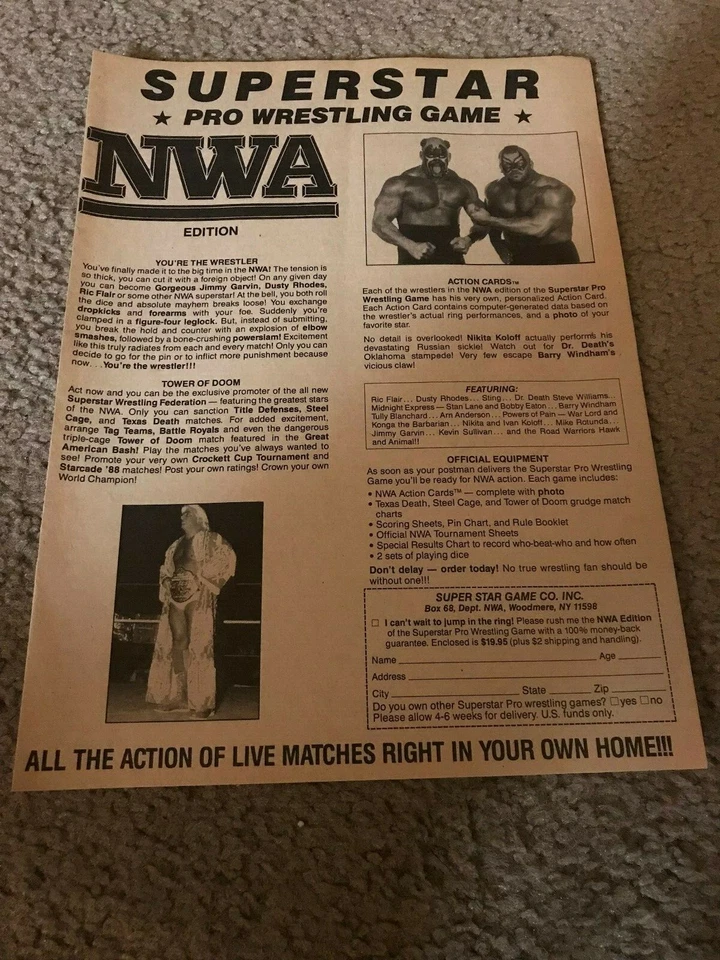 SUPERSTAR
★ PRO WRESTLING GAME ★
NWA
EDITION
YOU'RE THE WRESTLER
You've finally made it to the big time in the NWA! The tension is
so thick, you can cut it with a foreign object! On any given day
you can become Gorgeous Jimmy Garvin, Dusty Rhodes,
Ric Flair or some other NWA superstar! At the bell, you both roll
the dice and absolute mayhem breaks loose! You exchange
dropkicks and forearms with your foe. Suddenly you're
clamped in a figure-four leglock. But, instead of submitting,
you break the hold and counter with an explosion of elbow
smashes, followed by a bone-crushing powerslam! Excitement
like this truly radiates from each and every match! Only you can
decide to go for the pin or to inflict more punishment because
now . . . You're the wrestler!!!
TOWER OF DOOM
Act now and you can be the exclusive promoter of the all new
Superstar Wrestling Federation — featuring the greatest stars
of the NWA. Only you can sanction Title Defenses, Steel
Cage, and Texas Death matches. For added excitement,
arrange Tag Teams, Battle Royals and even the dangerous
triple-cage Tower of Doom match featured in the Great
American Bash! Play the matches you've always wanted to
see! Promote your very own Crockett Cup Tournament and
Starcade '88 matches! Post your own ratings! Crown your own
World Champion!
ACTION CARDS™
Each of the wrestlers in the NWA edition of the Superstar Pro
Wrestling Game has his very own, personalized Action Card.
Each Action Card contains computer-generated data based on
the wrestler's actual ring performances, and a photo of your
favorite star.
No detail is overlooked! Nikita Koloff actually performs his
devastating Russian sickle! Watch out for Dr. Death's
Oklahoma stampede! Very few escape Barry Windham's
vicious claw!
FEATURING:
Ric Flair . . . Dusty Rhodes . . . Sting . . . Dr. Death Steve Williams . . .
Midnight Express — Stan Lane and Bobby Eaton . . . Barry Windham
Tully Blanchard . . . Arn Anderson . . . Powers of Pain — War Lord and
Konga the Barbarian . . . Nikita and Ivan Koloff . . . Mike Rotunda . . .
Jimmy Garvin . . . Kevin Sullivan . . . and the Road Warriors Hawk
and Animal!!
OFFICIAL EQUIPMENT
As soon as your postman delivers the Superstar Pro Wrestling
Game you'll be ready for NWA action. Each game includes:
• NWA Action Cards™ — complete with photo
• Texas Death, Steel Cage, and Tower of Doom grudge match
charts
• Scoring Sheets, Pin Chart, and Rule Booklet
• Official NWA Tournament Sheets
• Special Results Chart to record who-beat-who and how often
• 2 sets of playing dice
Don't delay — order today! No true wrestling fan should be
without one!!!
SUPER STAR GAME CO. INC.
Box 68, Dept. NWA, Woodmere, NY 11598
☐ I can't wait to jump in the ring! Please rush me the NWA Edition
of the Superstar Pro Wrestling Game with a 100% money-back
guarantee. Enclosed is $19.95 (plus $2 shipping and handling).
Name Age
Address
City State Zip
Do you own other Superstar Pro wrestling games? ☐yes ☐no
Please allow 4-6 weeks for delivery. U.S. funds only.
ALL THE ACTION OF LIVE MATCHES RIGHT IN YOUR OWN HOME!!!